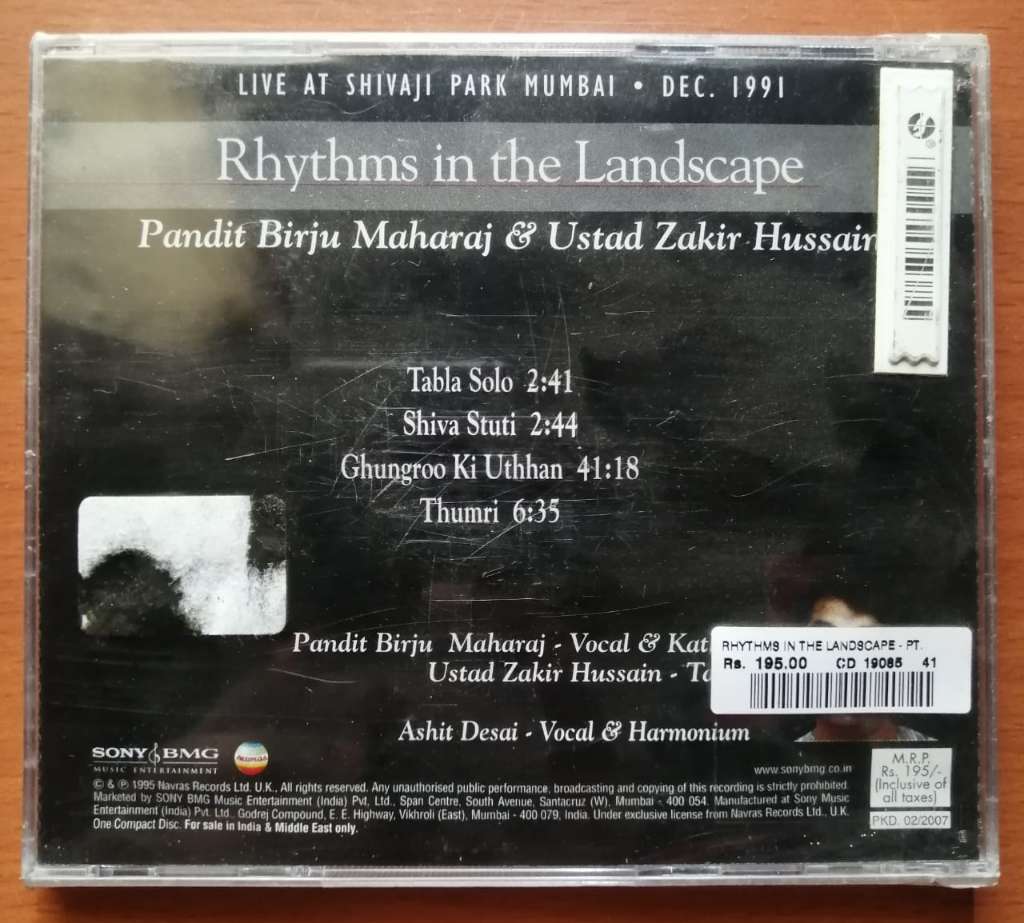 LIVE AT SHIVAJI PARK MUMBAI • DEC. 1991
Rhythms in the Landscape
Pandit Birju Maharaj & Ustad Zakir Hussain
Tabla Solo 2:41
Shiva Stuti 2:44
Ghungroo Ki Uthhan 41:18
Thumri 6:35
Pandit Birju Maharaj - Vocal & Kat
Ustad Zakir Hussain - Ta
RHYTHMS IN THE LANDSCAPE - PT.
Rs. 195.00 CD 19085 41
Ashit Desai - Vocal & Harmonium
SONY BMG
MUSIC ENTERTAINMENT
navras
www.sonybmg.co.in
M.R.P.
Rs. 195/-
(Inclusive of
all taxes)
PKD. 02/2007
© & ℗ 1995 Navras Records Ltd. U.K., All rights reserved. Any unauthorised public performance, broadcasting and copying of this recording is strictly prohibited.
Marketed by SONY BMG Music Entertainment (India) Pvt. Ltd., Span Centre, South Avenue, Santacruz (W), Mumbai - 400 054. Manufactured at Sony Music
Entertainment (India) Pvt. Ltd., Godrej Compound, E. E. Highway, Vikhroli (East), Mumbai - 400 079, India. Under exclusive license from Navras Records Ltd., U.K.
One Compact Disc. For sale in India & Middle East only.